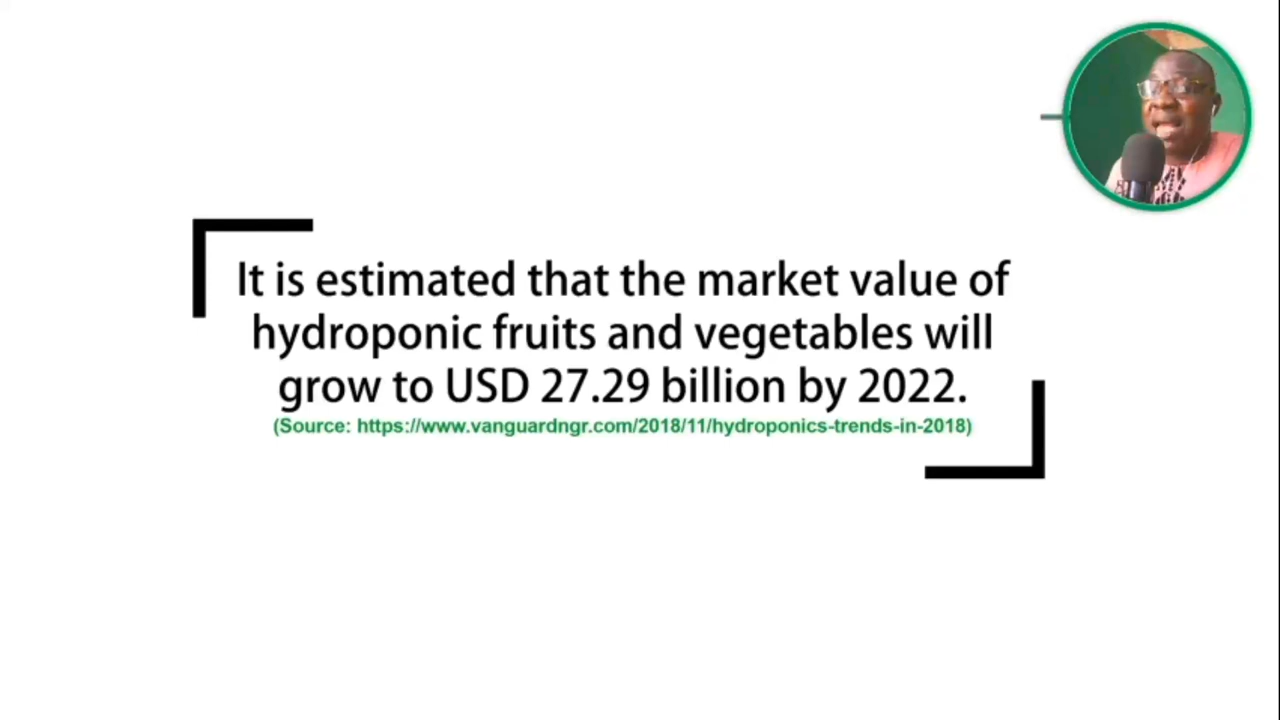 It is estimated that the market value of
hydroponic fruits and vegetables will
grow to USD 27.29 billion by 2022.
(Source: https://www.vanguardngr.com/2018/11/hydroponics-trends-in-2018)